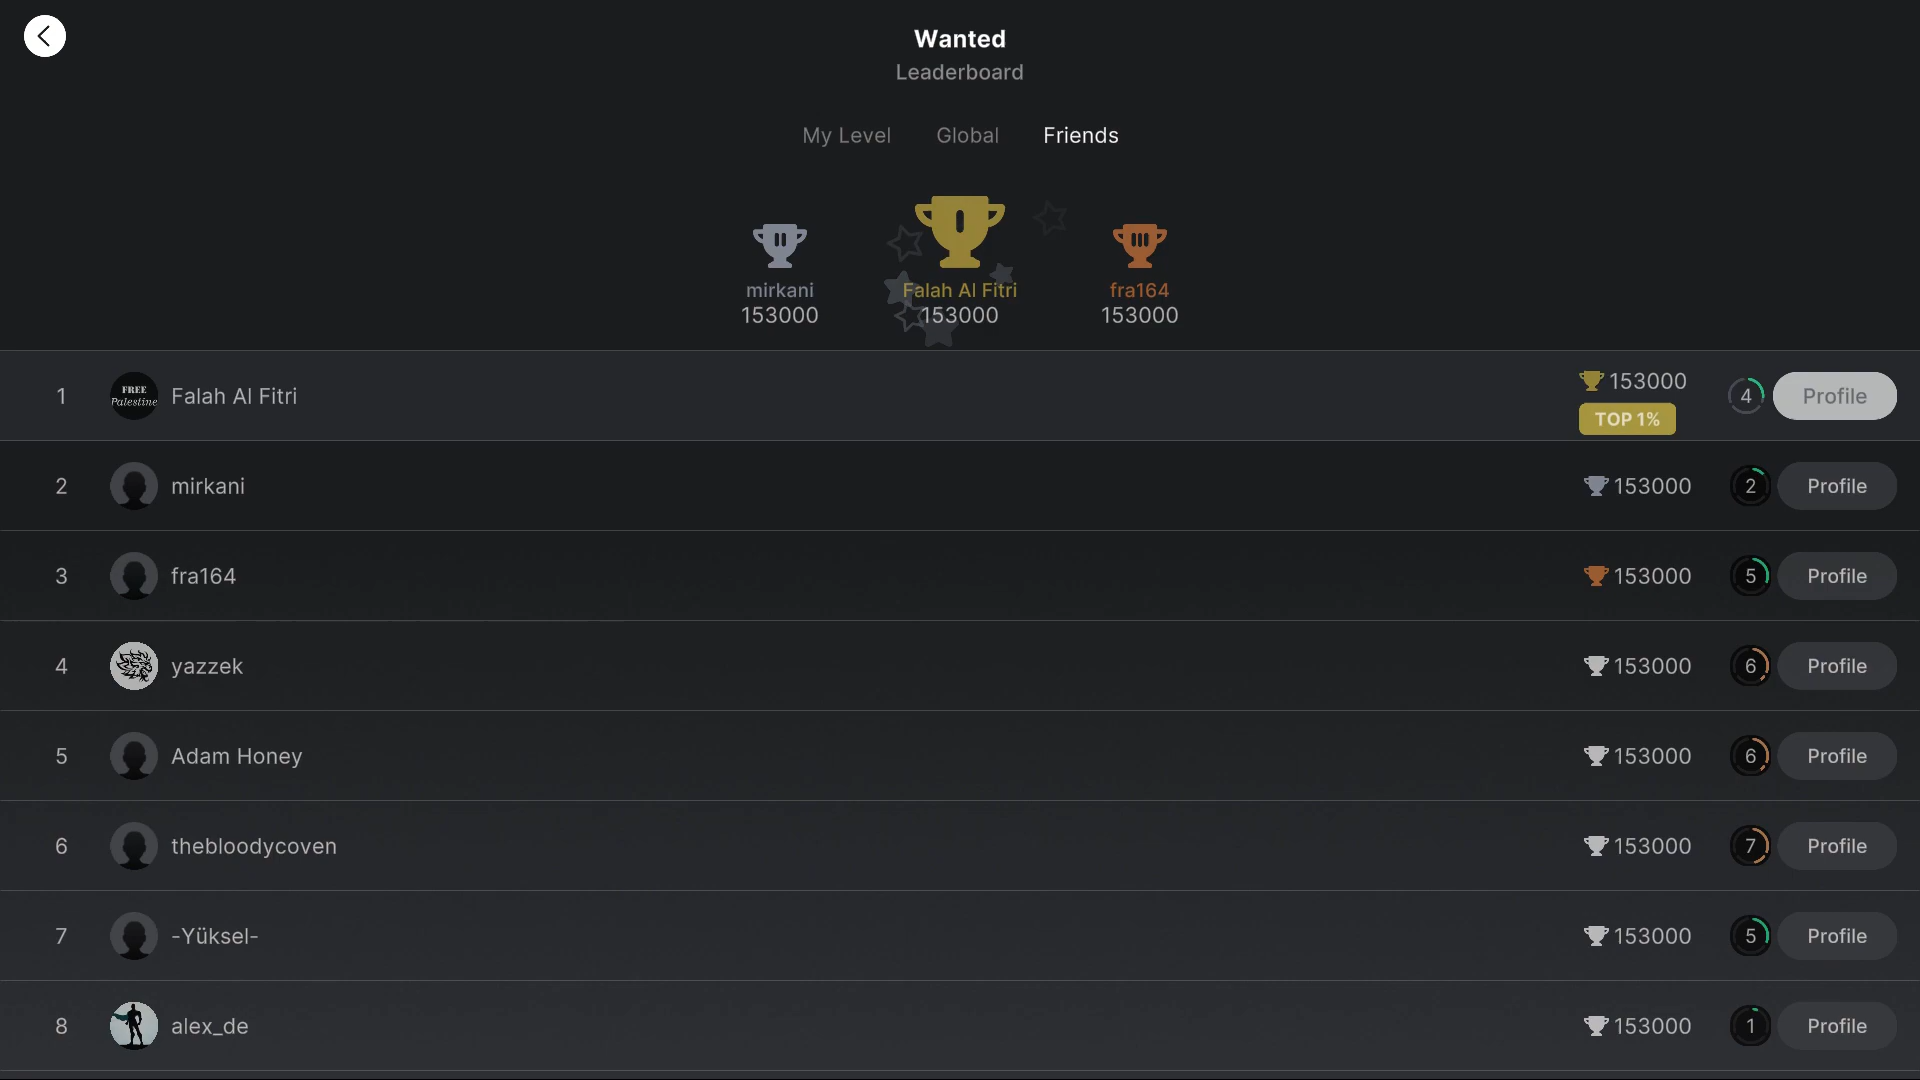 Wanted
Leaderboard
My Level Global Friends
mirkani
153000
Falah Al Fitri
153000
fra164
153000
1 FREE Palestine Falah Al Fitri 153000 TOP 1% 4 Profile
2 mirkani 153000 2 Profile
3 fra164 153000 5 Profile
4 yazzek 153000 6 Profile
5 Adam Honey 153000 6 Profile
6 thebloodycoven 153000 7 Profile
7 -Yüksel- 153000 5 Profile
8 alex_de 153000 1 Profile